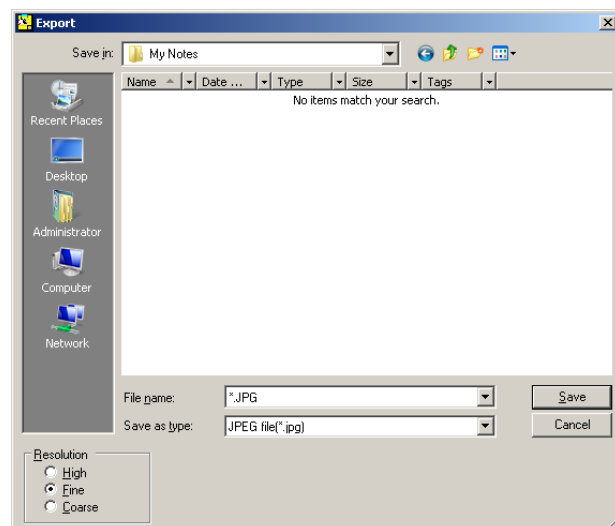 Export
Save in: My Notes
Name Date ... Type Size Tags
No items match your search.
Recent Places
Desktop
Administrator
Computer
Network
File name: *.JPG Save
Save as type: JPEG file(*.jpg) Cancel
Resolution
High
Fine
Coarse